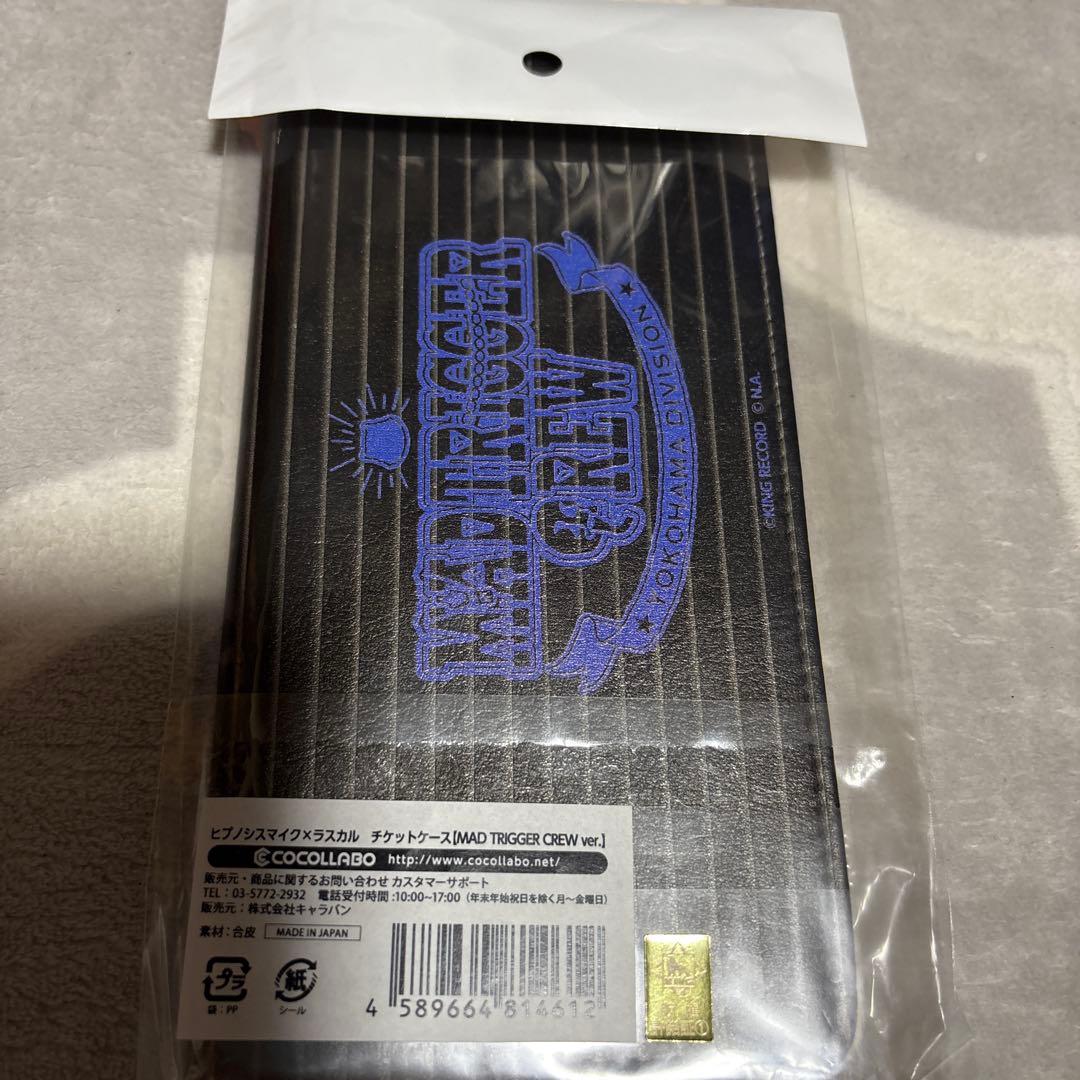 MAD TRIGGER
CREW
★ YOKOHAMA DIVISION ★
©KING RECORD © N.A.
ヒプノシスマイク×ラスカル チケットケース【MAD TRIGGER CREW ver.】
COCOLLABO http://www.cocollabo.net/
販売元・商品に関するお問い合わせ カスタマーサポート
TEL：03-5772-2932 電話受付時間:10:00~17:00（年末年始祝日を除く月～金曜日）
販売元：株式会社キャラバン
素材：合皮 MADE IN JAPAN
プラ 紙
袋：PP シール
4 589664 814612